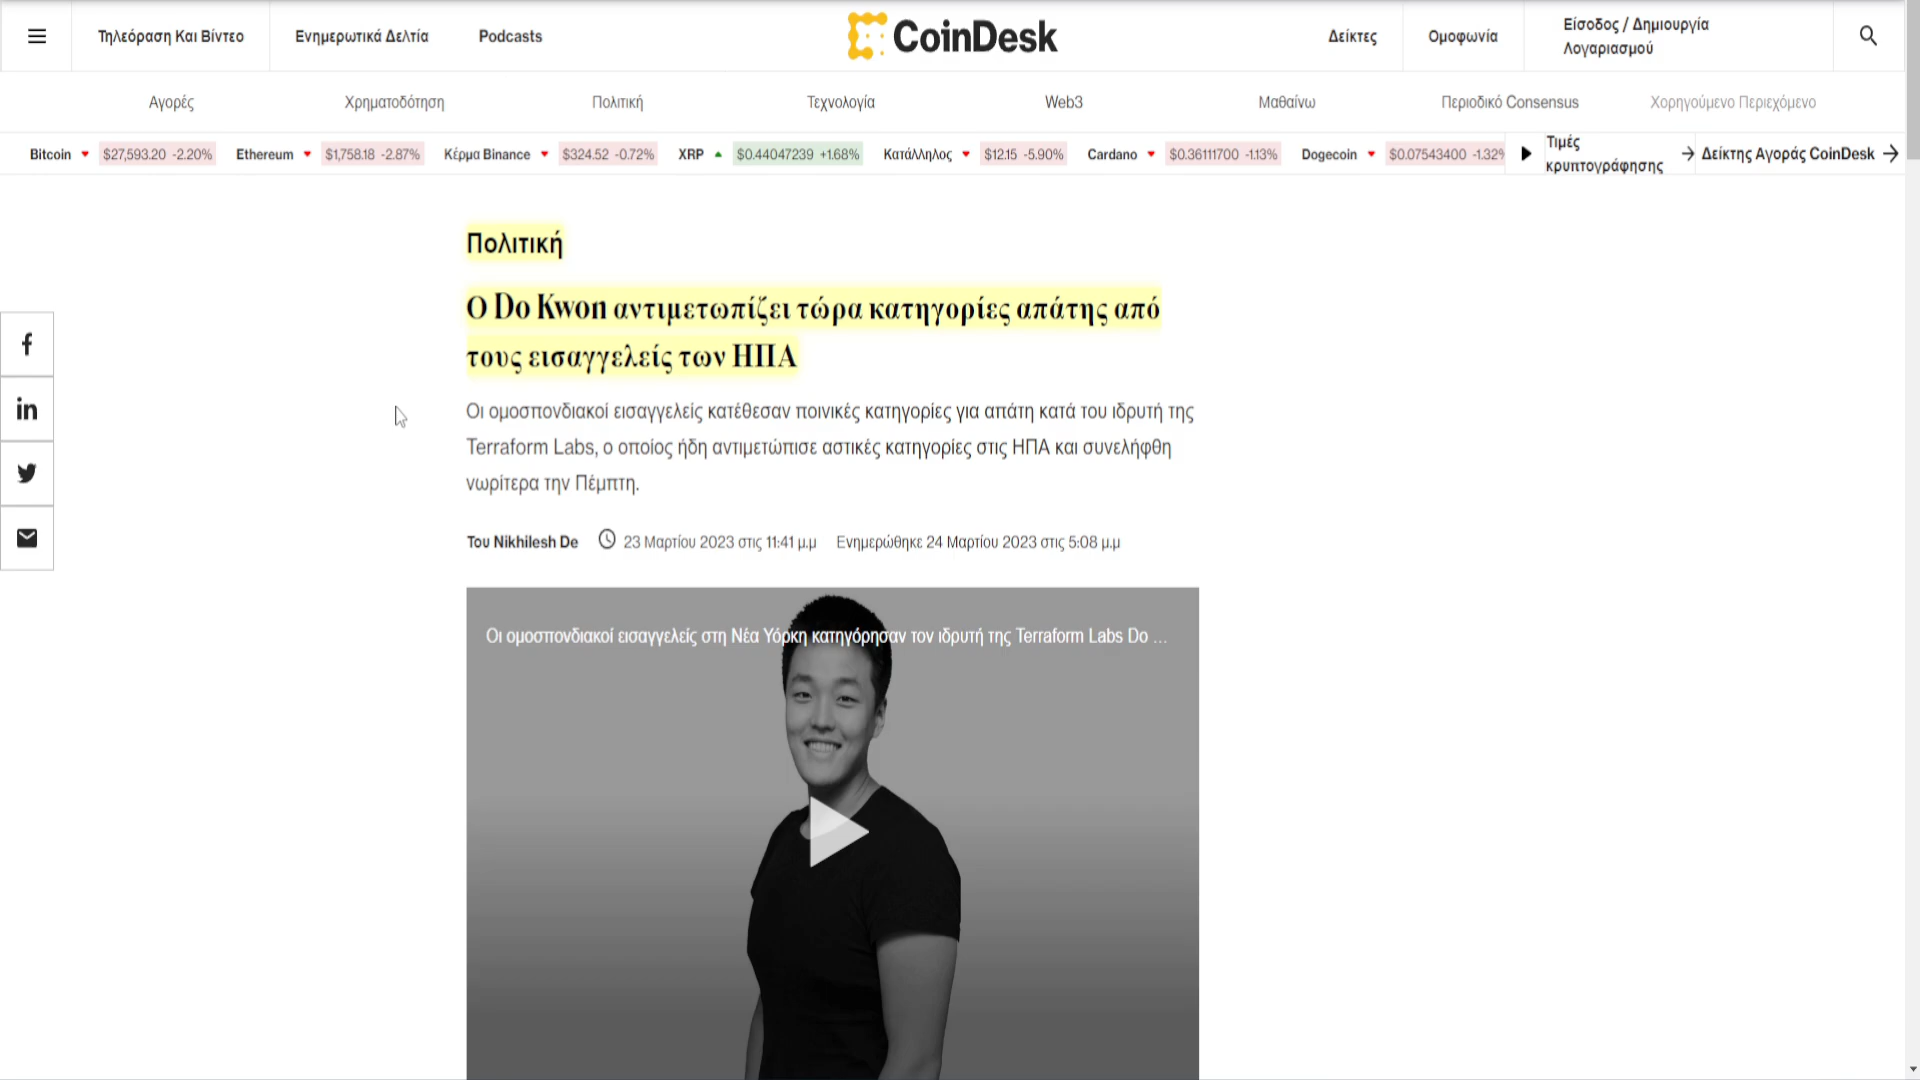 Τηλεόραση Και Βίντεο
Ενημερωτικά Δελτία
Podcasts
CoinDesk
Δείκτες
Ομοφωνία
Είσοδος / Δημιουργία
Λογαριασμού
Αγορές
Χρηματοδότηση
Πολιτική
Τεχνολογία
Web3
Μαθαίνω
Περιοδικό Consensus
Χορηγούμενο Περιεχόμενο
Bitcoin $27,593.20 -2.20%
Ethereum $1,758.18 -2.87%
Κέρμα Binance $324.52 -0.72%
XRP $0.44047239 +1.68%
Κατάλληλος $12.15 -5.90%
Cardano $0.36111700 -1.13%
Dogecoin $0.07543400 -1.32%
Τιμές
κρυπτογράφησης
Δείκτης Αγοράς CoinDesk
Πολιτική
Ο Do Kwon αντιμετωπίζει τώρα κατηγορίες απάτης από
τους εισαγγελείς των ΗΠΑ
Οι ομοσπονδιακοί εισαγγελείς κατέθεσαν ποινικές κατηγορίες για απάτη κατά του ιδρυτή της
Terraform Labs, ο οποίος ήδη αντιμετώπισε αστικές κατηγορίες στις ΗΠΑ και συνελήφθη
νωρίτερα την Πέμπτη.
Του Nikhilesh De
23 Μαρτίου 2023 στις 11:41 μ.μ
Ενημερώθηκε 24 Μαρτίου 2023 στις 5:08 μ.μ
Οι ομοσπονδιακοί εισαγγελείς στη Νέα Υόρκη κατηγόρησαν τον ιδρυτή της Terraform Labs Do ...